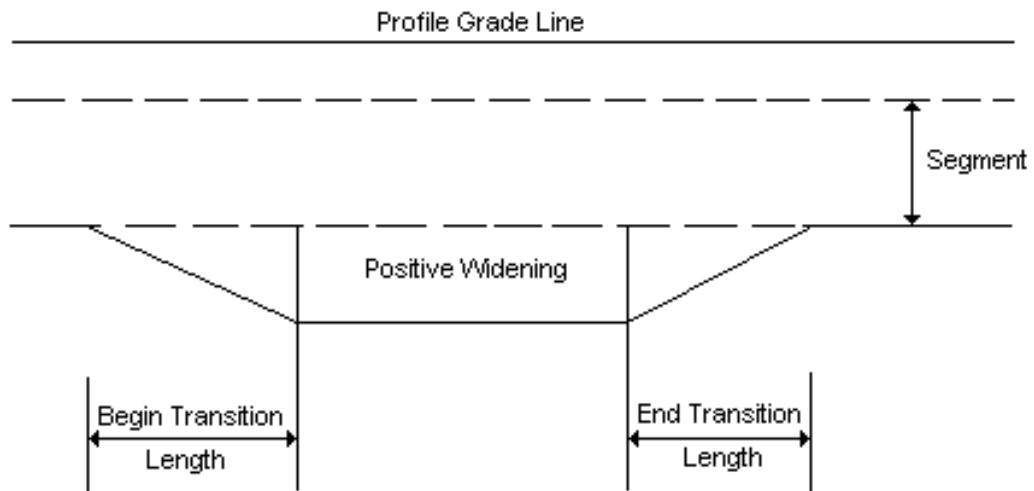 Profile Grade Line
Segment
Positive Widening
Begin Transition
Length
End Transition
Length